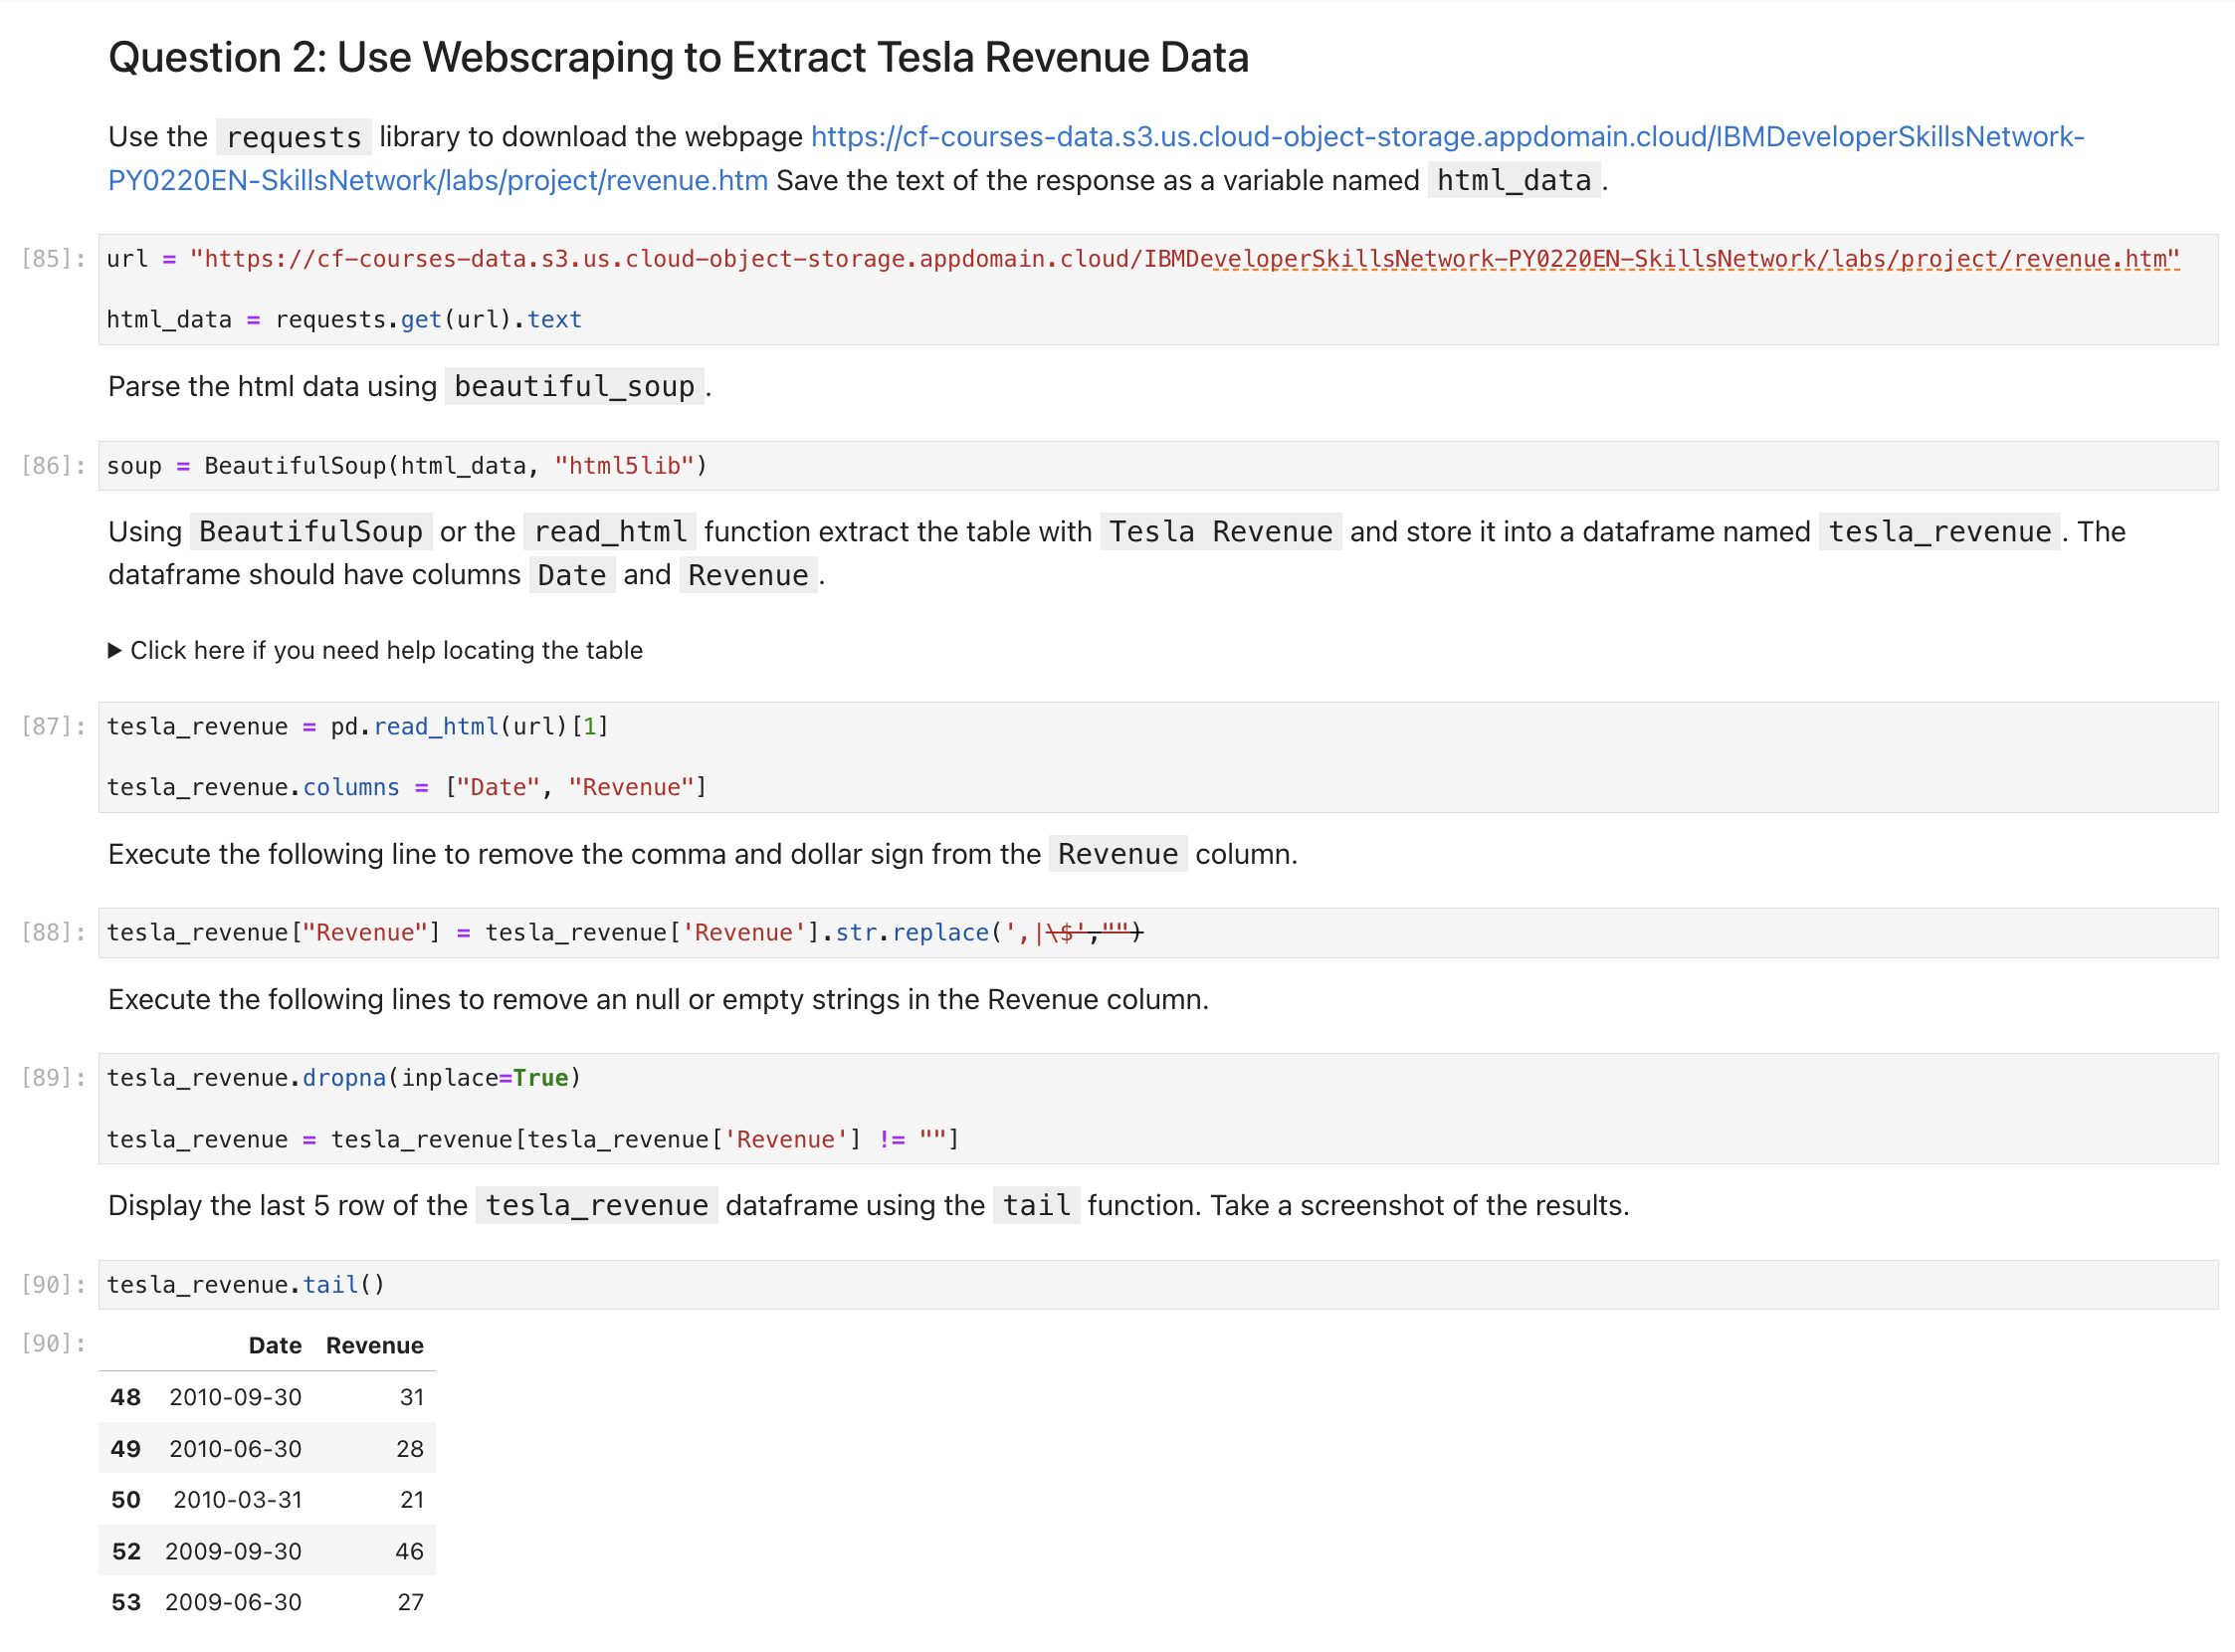 Question 2: Use Webscraping to Extract Tesla Revenue Data
Use the requests library to download the webpage https://cf-courses-data.s3.us.cloud-object-storage.appdomain.cloud/IBMDeveloperSkillsNetwork-
PY0220EN-SkillsNetwork/labs/project/revenue.htm Save the text of the response as a variable named html_data.
[85]: url = "https://cf-courses-data.s3.us.cloud-object-storage.appdomain.cloud/IBMDeveloperSkillsNetwork-PY0220EN-SkillsNetwork/labs/project/revenue.htm"
html_data = requests.get(url).text
Parse the html data using beautiful_soup.
[86]: soup = BeautifulSoup(html_data, "html5lib")
Using BeautifulSoup or the read_html function extract the table with Tesla Revenue and store it into a dataframe named tesla_revenue. The
dataframe should have columns Date and Revenue.
▶ Click here if you need help locating the table
[87]: tesla_revenue = pd.read_html(url)[1]
tesla_revenue.columns = ["Date", "Revenue"]
Execute the following line to remove the comma and dollar sign from the Revenue column.
[88]: tesla_revenue["Revenue"] = tesla_revenue['Revenue'].str.replace(',|\$',"")
Execute the following lines to remove an null or empty strings in the Revenue column.
[89]: tesla_revenue.dropna(inplace=True)
tesla_revenue = tesla_revenue[tesla_revenue['Revenue'] != ""]
Display the last 5 row of the tesla_revenue dataframe using the tail function. Take a screenshot of the results.
[90]: tesla_revenue.tail()
[90]: Date Revenue
48 2010-09-30 31
49 2010-06-30 28
50 2010-03-31 21
52 2009-09-30 46
53 2009-06-30 27